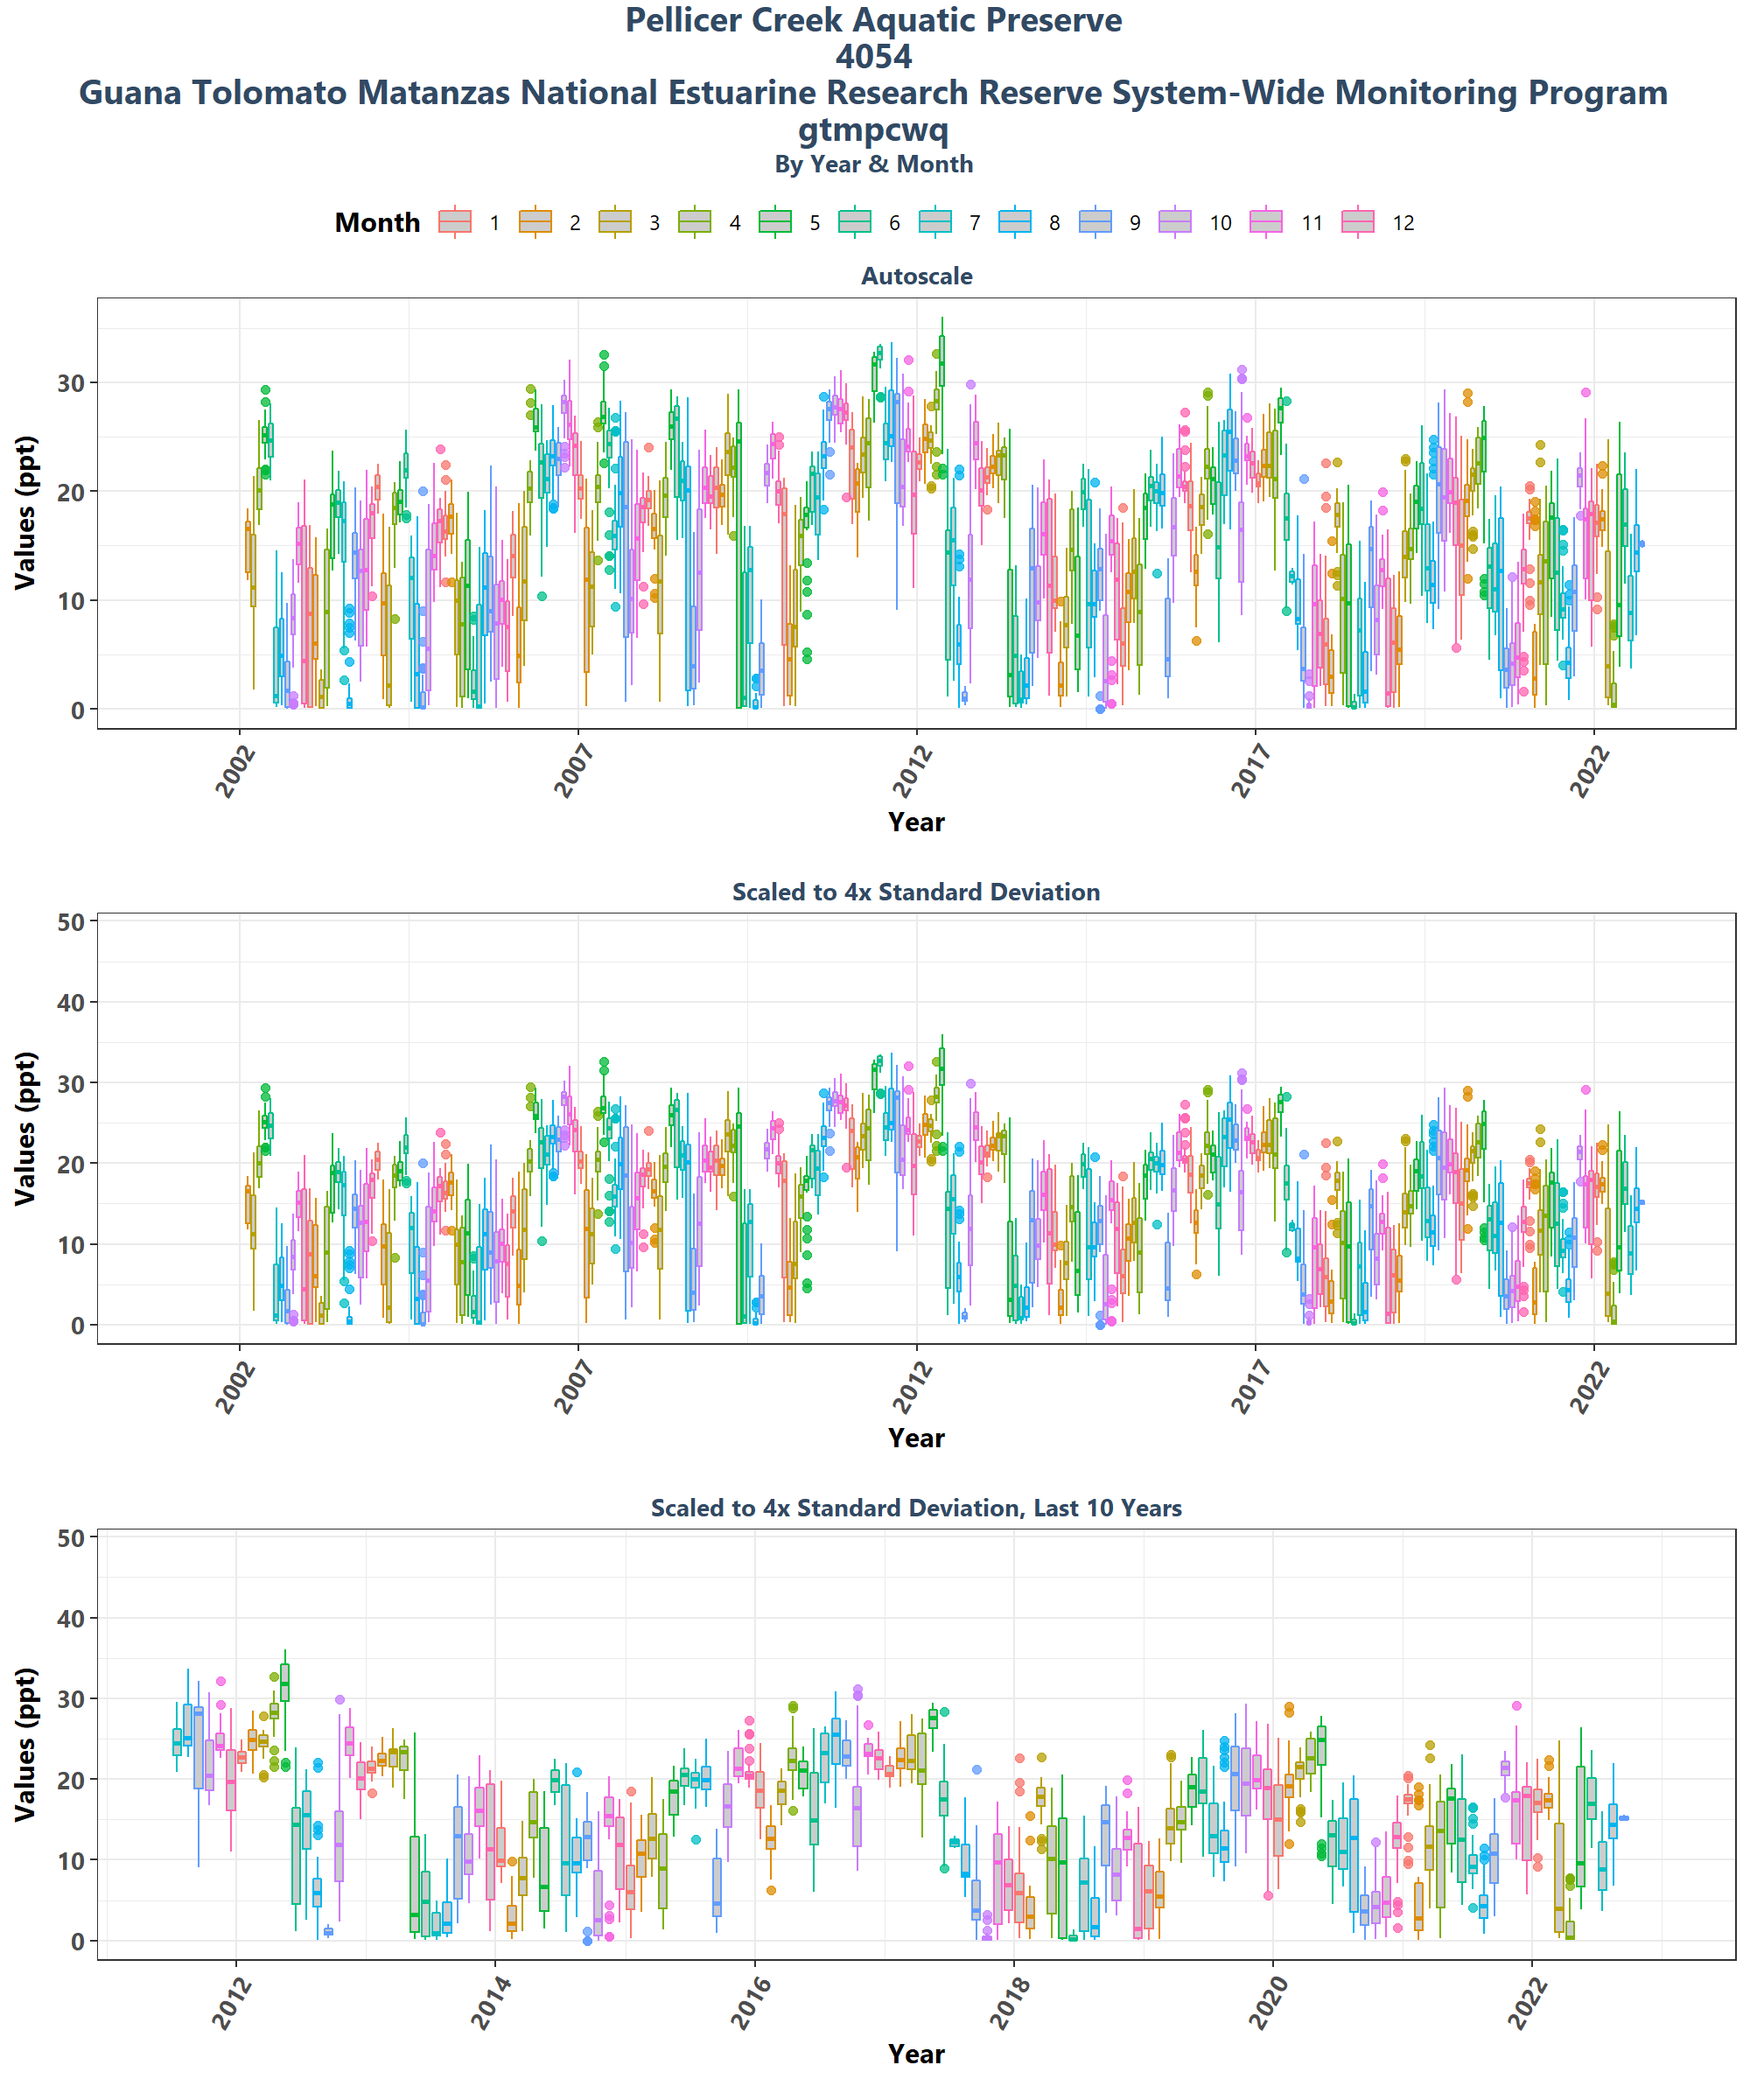 Pellicer Creek Aquatic Preserve
4054
Guana Tolomato Matanzas National Estuarine Research Reserve System-Wide Monitoring Program
gtmpcwq
By Year & Month
Month 1 2 3 4 5 6 7 8 9 10 11 12
Autoscale
Values (ppt)
30
20
10
0
2002 2007 2012 2017 2022
Year
Scaled to 4x Standard Deviation
Values (ppt)
50
40
30
20
10
0
2002 2007 2012 2017 2022
Year
Scaled to 4x Standard Deviation, Last 10 Years
Values (ppt)
50
40
30
20
10
0
2012 2014 2016 2018 2020 2022
Year